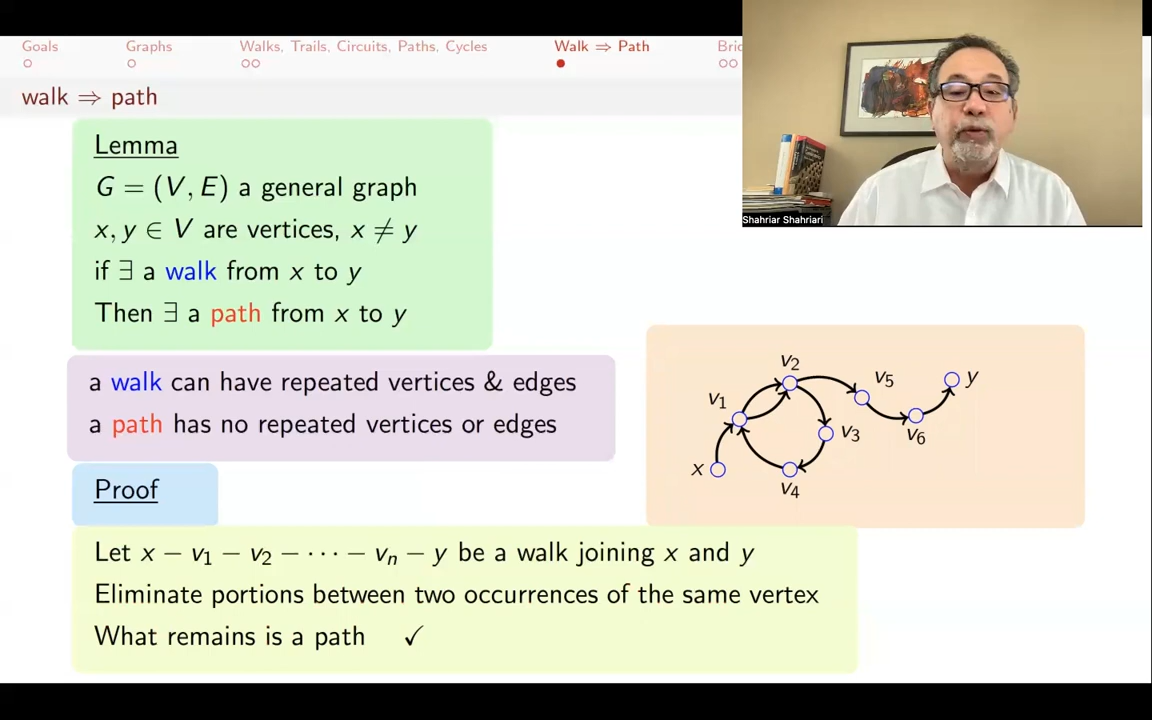 Goals
Graphs
Walks, Trails, Circuits, Paths, Cycles
Walk ⇒ Path
walk ⇒ path
Shahriar Shahriari
Lemma
G = (V, E) a general graph
x, y ∈ V are vertices, x ≠ y
if ∃ a walk from x to y
Then ∃ a path from x to y
a walk can have repeated vertices & edges
a path has no repeated vertices or edges
v₂
v₅
y
v₁
v₃
v₆
x
v₄
Proof
Let x − v₁ − v₂ − ⋯ − vₙ − y be a walk joining x and y
Eliminate portions between two occurrences of the same vertex
What remains is a path ✓